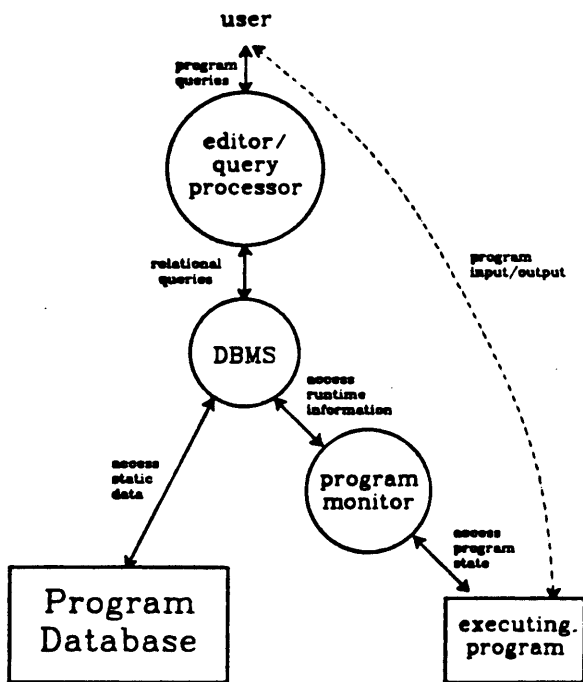 user
program
queries
editor/
query
processor
relational
queries
program
input/output
DBMS
access
runtime
information
access
static
data
program
monitor
access
program
state
Program
Database
executing.
program